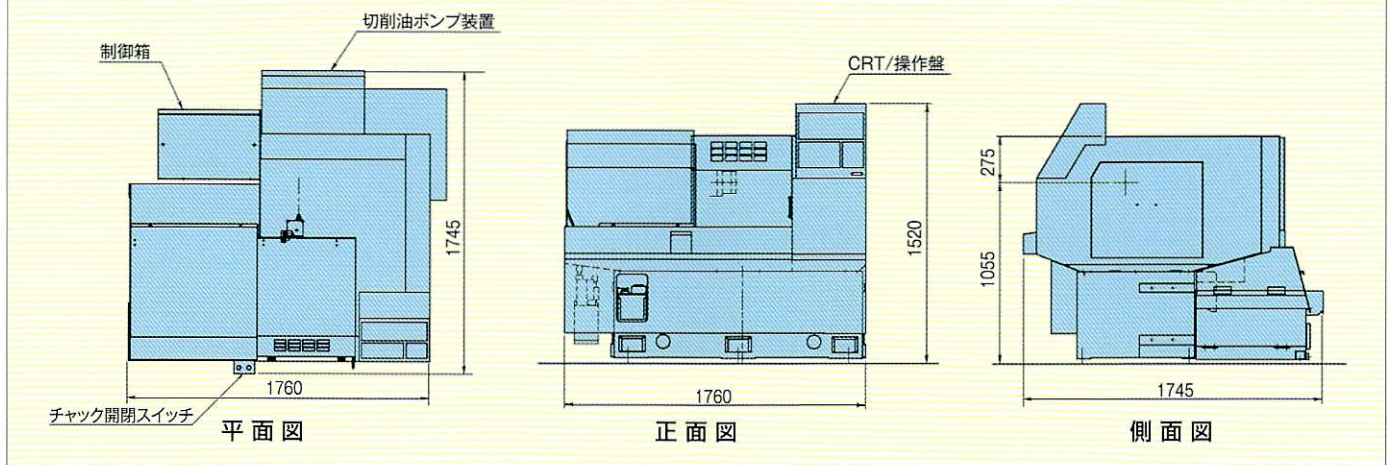 切削油ポンプ装置
制御箱
1745
1760
チャック開閉スイッチ
平面図
CRT/操作盤
1520
1760
正面図
275
1055
1745
側面図